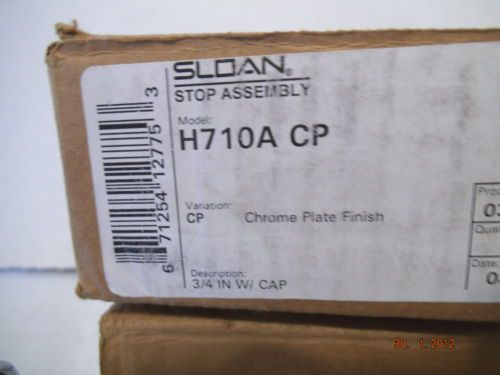 SLOAN®
STOP ASSEMBLY
Model:
H710A CP
Variation:
CP Chrome Plate Finish
Description:
3/4 IN W/ CAP
6 71254 12775 3
Date:
30. 1.2012